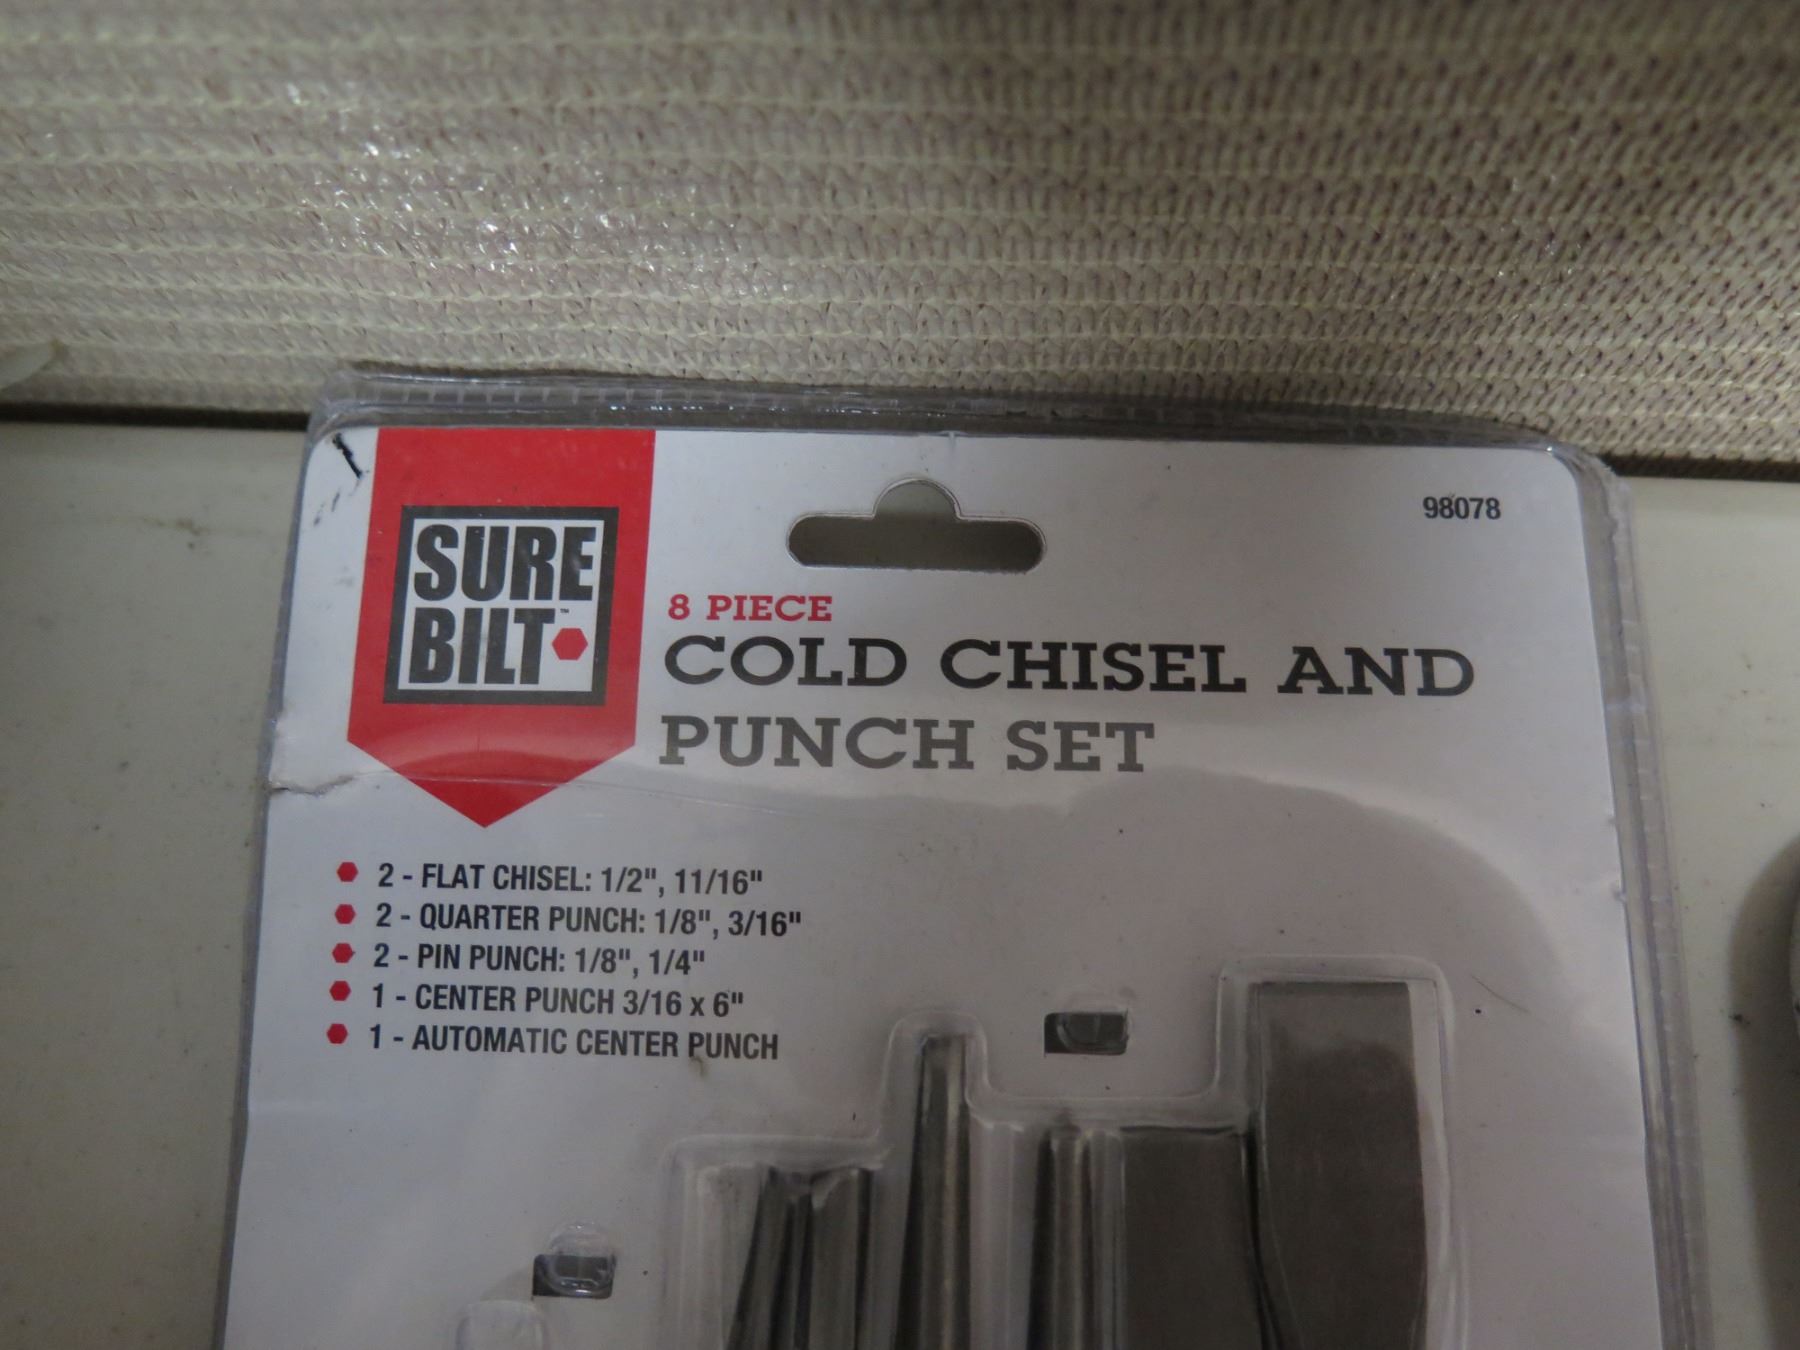 98078
SURE
BILT™
8 PIECE
COLD CHISEL AND
PUNCH SET
2 - FLAT CHISEL: 1/2", 11/16"
2 - QUARTER PUNCH: 1/8", 3/16"
2 - PIN PUNCH: 1/8", 1/4"
1 - CENTER PUNCH 3/16 x 6"
1 - AUTOMATIC CENTER PUNCH